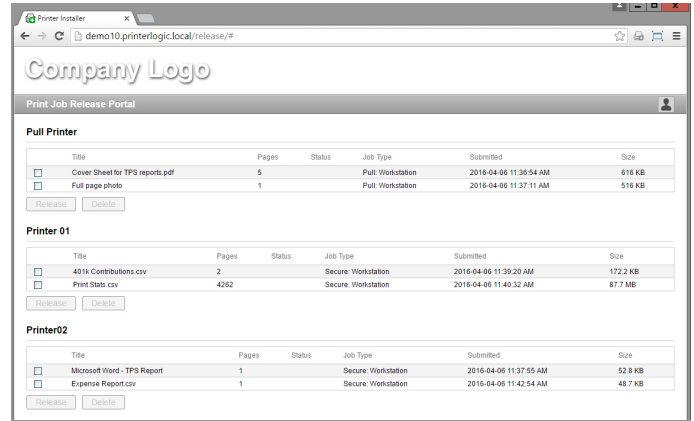 Printer Installer
demo10.printerlogic.local/release/#
Company Logo
Print Job Release Portal
Pull Printer
Title Pages Status Job Type Submitted Size
Cover Sheet for TPS reports.pdf 5 Pull: Workstation 2016-04-06 11:36:54 AM 616 KB
Full page photo 1 Pull: Workstation 2016-04-06 11:37:11 AM 516 KB
Release Delete
Printer 01
Title Pages Status Job Type Submitted Size
401k Contributions.csv 2 Secure: Workstation 2016-04-06 11:39:20 AM 172.2 KB
Print Stats.csv 4262 Secure: Workstation 2016-04-06 11:40:32 AM 87.7 MB
Release Delete
Printer02
Title Pages Status Job Type Submitted Size
Microsoft Word - TPS Report 1 Secure: Workstation 2016-04-06 11:37:55 AM 52.8 KB
Expense Report.csv 1 Secure: Workstation 2016-04-06 11:42:54 AM 48.7 KB
Release Delete